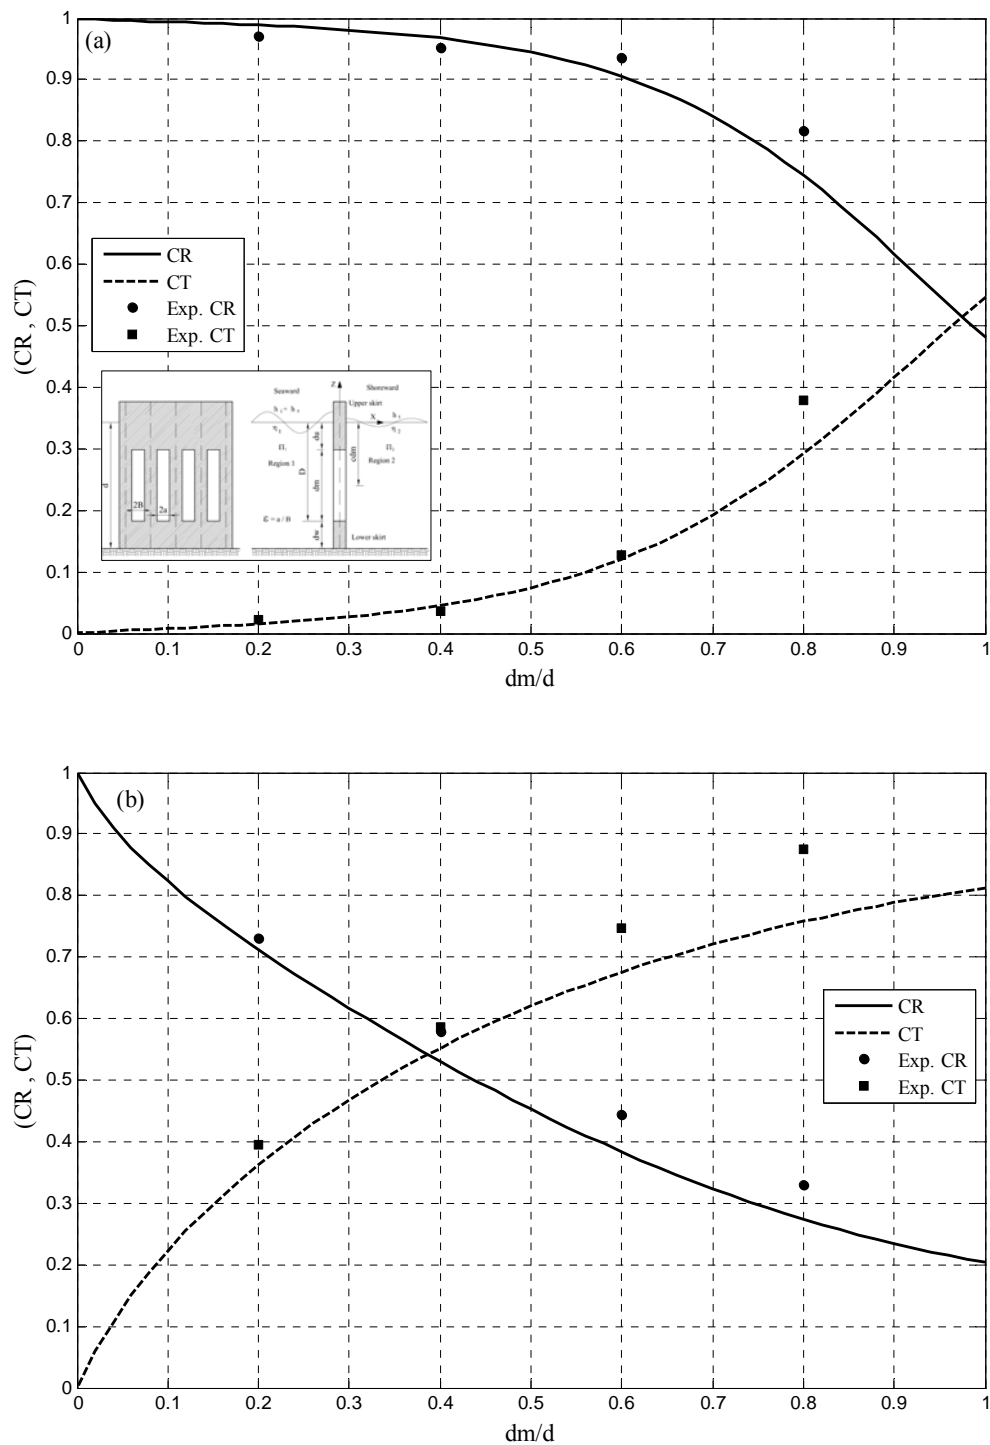 (a)
1
0.9
0.8
0.7
0.6
0.5
0.4
0.3
0.2
0.1
0
((CR , CT)
CR
CT
Exp. CR
Exp. CT
Seaward
Z
Shoreward
Upper skirt
X
Region 1
Region 2
d
2B
2a
D
du
dm
cdm
dw
ε = a / B
Lower skirt
0 0.1 0.2 0.3 0.4 0.5 0.6 0.7 0.8 0.9 1
dm/d
(b)
1
0.9
0.8
0.7
0.6
0.5
0.4
0.3
0.2
0.1
0
((CR , CT)
CR
CT
Exp. CR
Exp. CT
0 0.1 0.2 0.3 0.4 0.5 0.6 0.7 0.8 0.9 1
dm/d